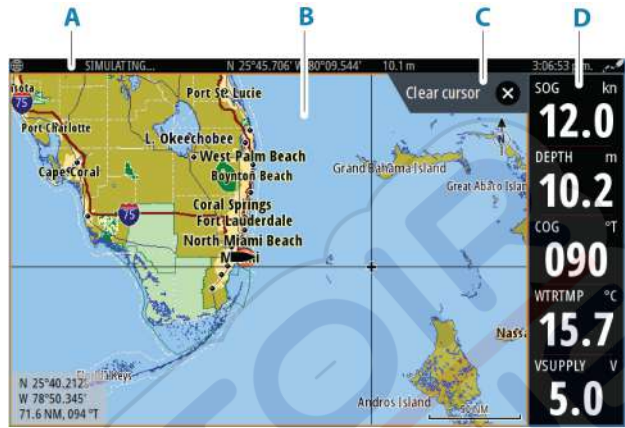 A B C D
SIMULATING... N 25°45.706' W 80°09.544' 10.1 m 3:06:53 p.m.
Clear cursor
SOG kn
12.0
DEPTH m
10.2
COG °T
090
WTRTMP °C
15.7
VSUPPLY V
5.0
75
Port St. Lucie
Port Charlotte
L. Okeechobee
West Palm Beach
Cape Coral
Boynton Beach
Coral Springs
75
Fort Lauderdale
North Miami Beach
Miami
N
Grand Bahama Island
Great Abaco Islan
Nassa
Andros Island
50 NM
N 25°40.212'
W 78°50.345'
71.6 NM, 094 °T